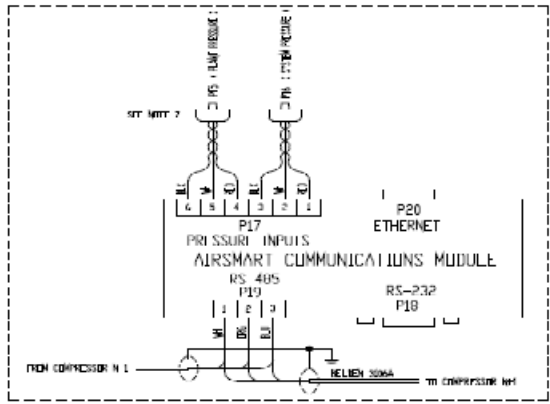 PT5 ( PLANT PRESSURE )
( SYSTEM PRESSURE )
SEE NOTE 7
BLK
WH
RED
BLK
WH
RED
6 5 4 3 2 1
P17
PRESSURE INPUTS
P20
ETHERNET
AIRSMART COMMUNICATIONS MODULE
RS 485
P19
RS-232
P18
1 2 3
WH
ORG
BLU
FROM COMPRESSOR N-1
BELDEN 3106A
TO COMPRESSOR N+1